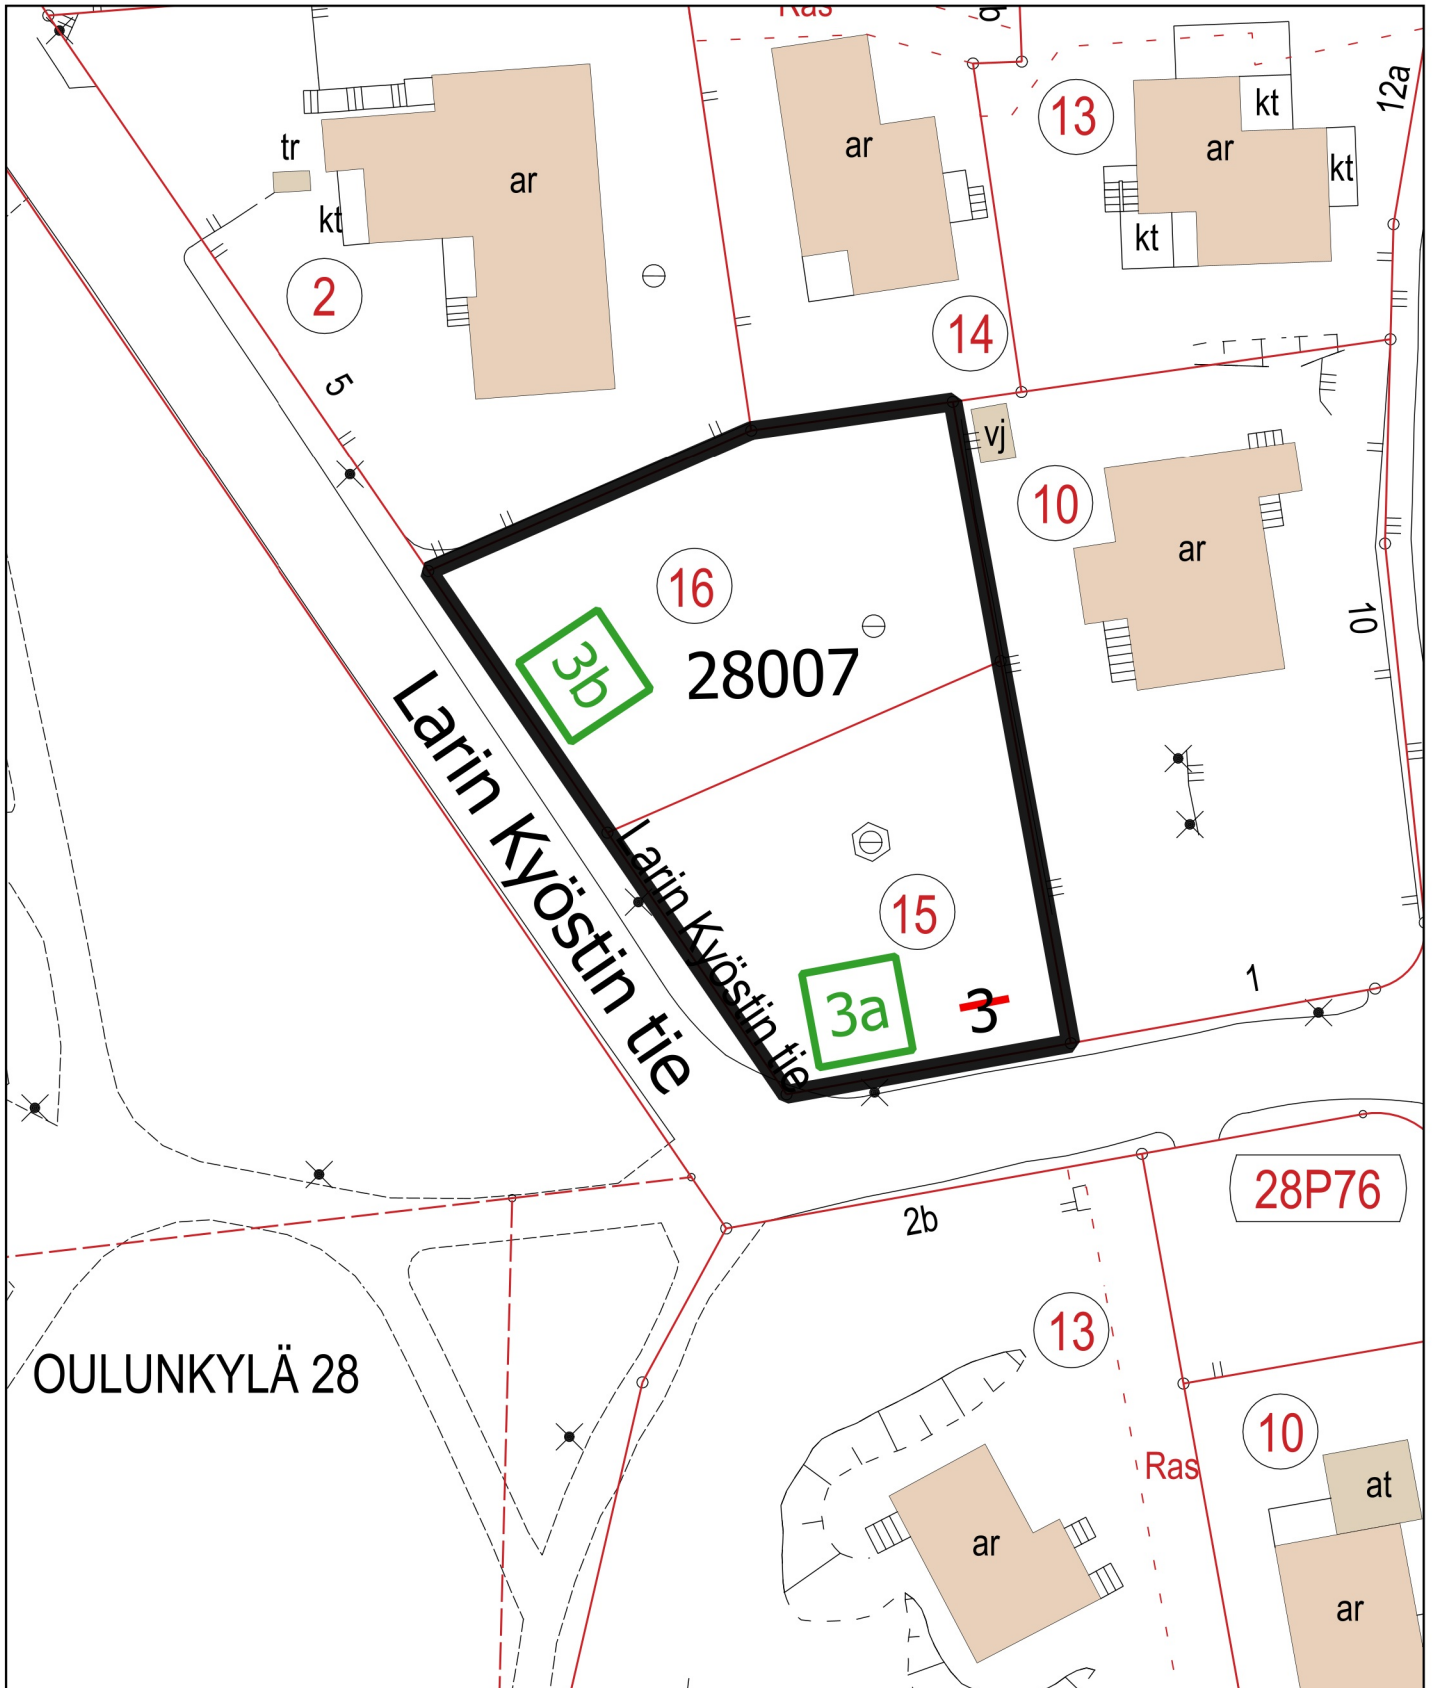 Ras
b
12a
13
kt
ar
kt
kt
ar
tr
ar
kt
2
14
5
vj
10
ar
16
3b
28007
10
Larin Kyöstin tie
Larin Kyöstin tie
15
3a
3
1
28P76
2b
13
OULUNKYLÄ 28
10
Ras
at
ar
ar